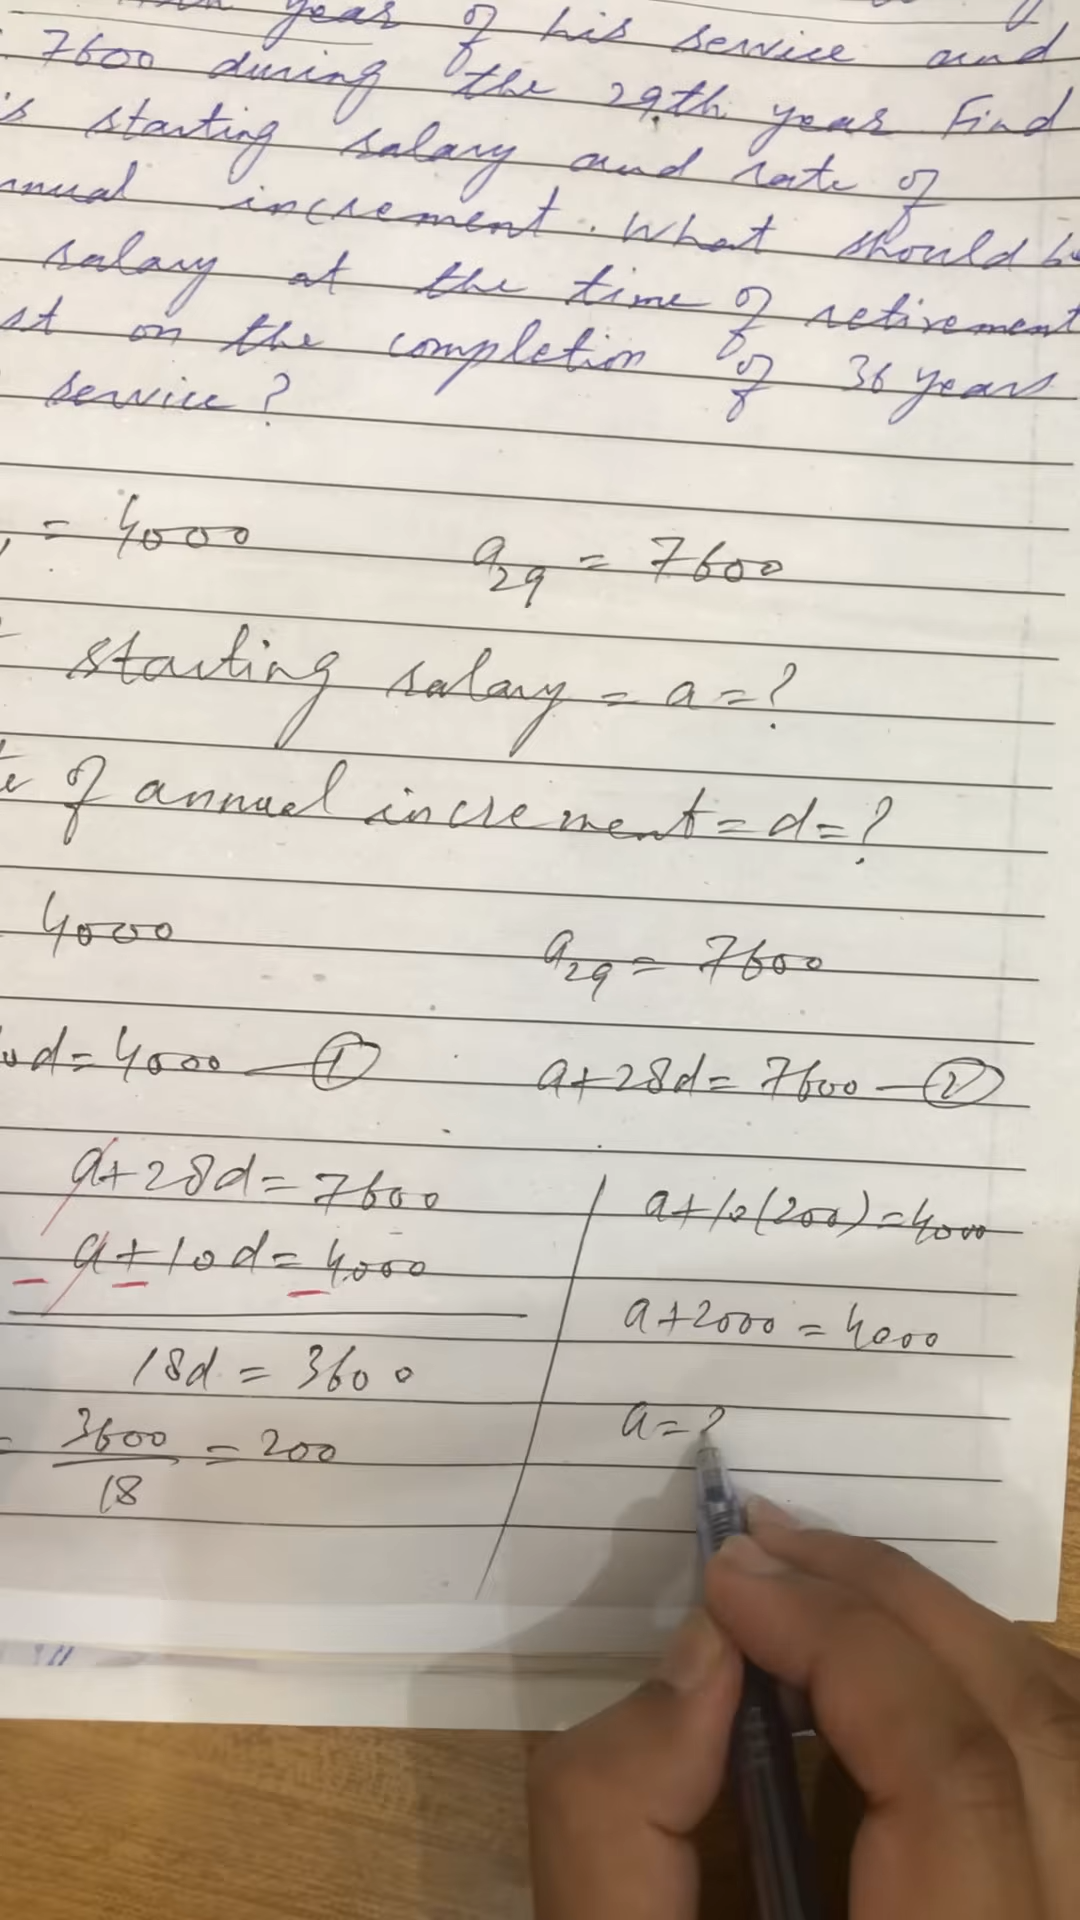 year of his service and
7600 during the 29th year Find
starting salary and rate of
increment. What should be
salary at the time of retirement
on the completion of 36 years
service?
= 4000 a29 = 7600
starting salary = a = ?
of annual increment = d = ?
4000 a29 = 7600
d = 4000 — ① a + 28d = 7600 — ②
a + 28d = 7600
a + 10(200) = 4000
a + 10d = 4000
a + 2000 = 4000
18d = 3600
a =
= 3600/18 = 200